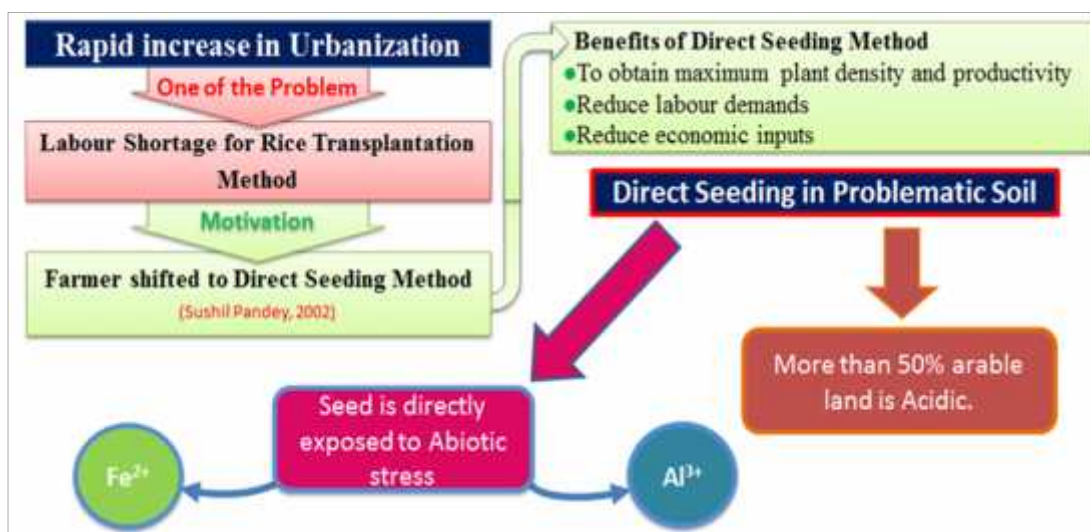 Rapid increase in Urbanization
One of the Problem
Labour Shortage for Rice Transplantation
Method
Motivation
Farmer shifted to Direct Seeding Method
(Sushil Pandey, 2002)
Benefits of Direct Seeding Method
●To obtain maximum plant density and productivity
●Reduce labour demands
●Reduce economic inputs
Direct Seeding in Problematic Soil
More than 50% arable
land is Acidic.
Seed is directly
exposed to Abiotic
stress
Fe²⁺
Al³⁺